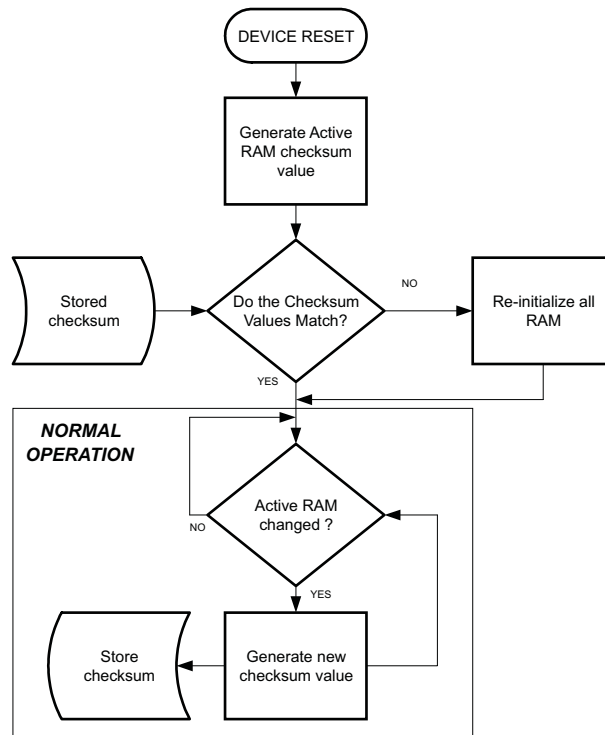 DEVICE RESET
Generate Active
RAM checksum
value
Stored
checksum
Do the Checksum
Values Match?
NO
Re-initialize all
RAM
YES
NORMAL
OPERATION
Active RAM
changed ?
NO
YES
Store
checksum
Generate new
checksum value